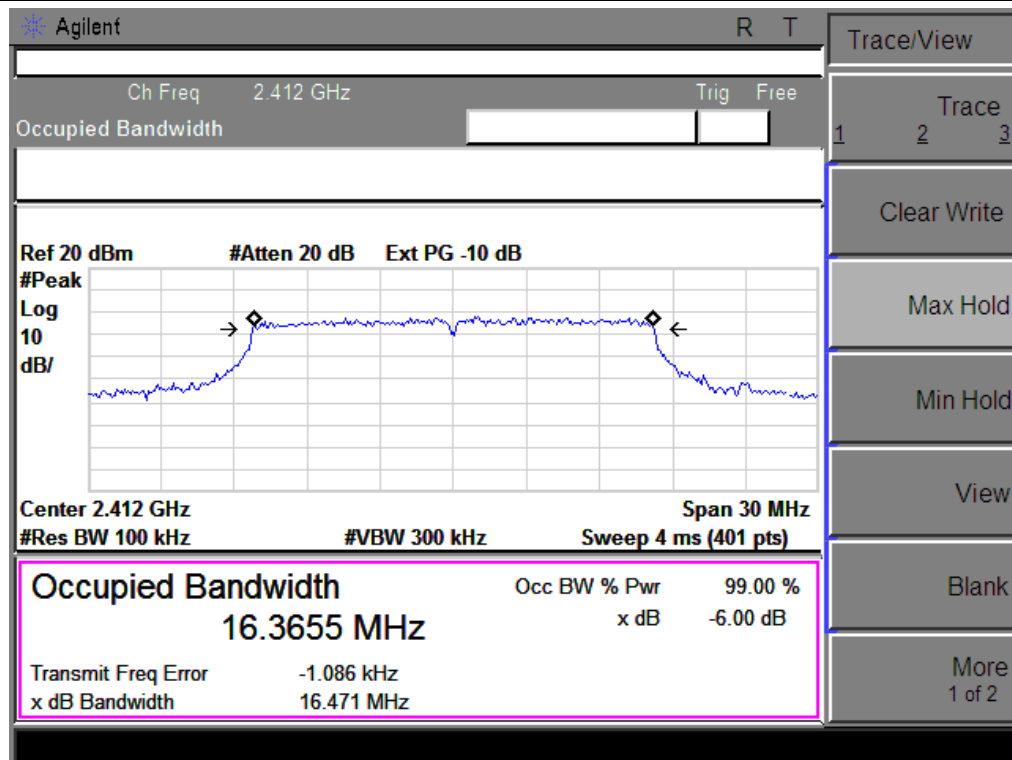 Agilent R T
Ch Freq 2.412 GHz Trig Free
Occupied Bandwidth
Ref 20 dBm #Atten 20 dB Ext PG -10 dB
#Peak
Log
10
dB/
Center 2.412 GHz Span 30 MHz
#Res BW 100 kHz #VBW 300 kHz Sweep 4 ms (401 pts)
Occupied Bandwidth Occ BW % Pwr 99.00 %
16.3655 MHz x dB -6.00 dB
Transmit Freq Error -1.086 kHz
x dB Bandwidth 16.471 MHz
Trace/View
Trace
1 2 3
Clear Write
Max Hold
Min Hold
View
Blank
More
1 of 2